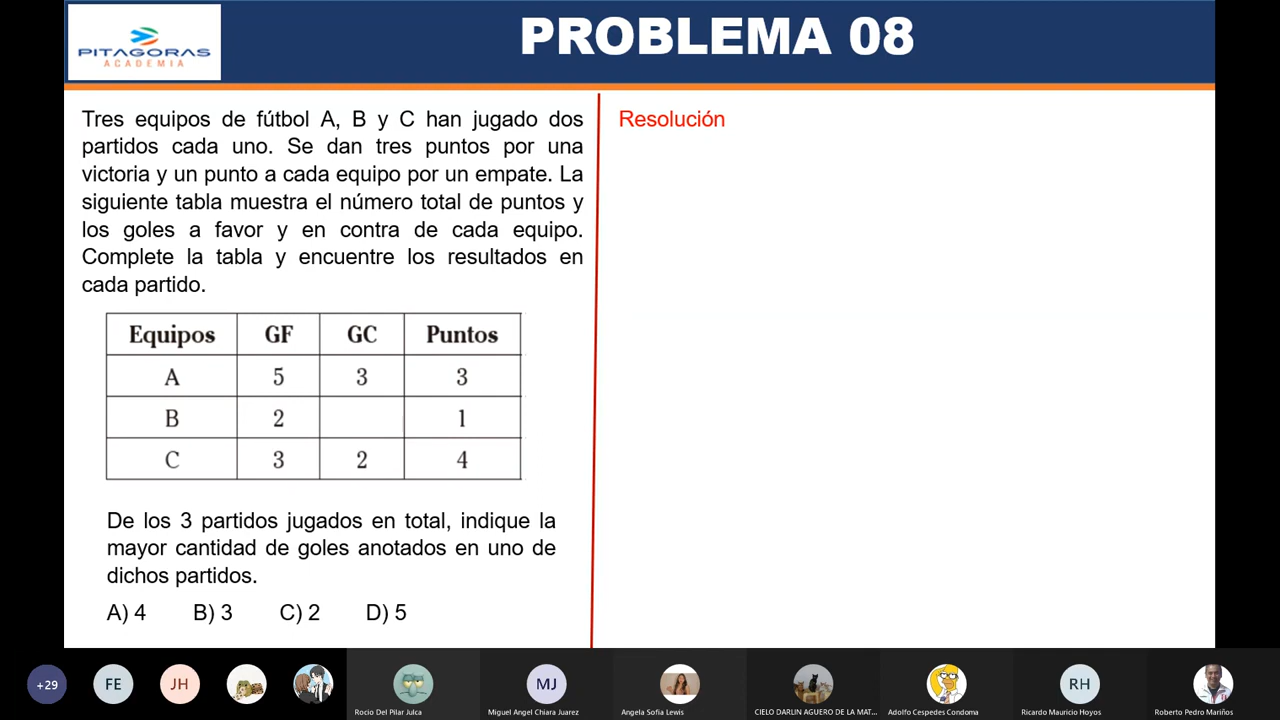 PITAGORAS
ACADEMIA
PROBLEMA 08
Tres equipos de fútbol A, B y C han jugado dos
partidos cada uno. Se dan tres puntos por una
victoria y un punto a cada equipo por un empate. La
siguiente tabla muestra el número total de puntos y
los goles a favor y en contra de cada equipo.
Complete la tabla y encuentre los resultados en
cada partido.
Equipos GF GC Puntos
A 5 3 3
B 2 1
C 3 2 4
De los 3 partidos jugados en total, indique la
mayor cantidad de goles anotados en uno de
dichos partidos.
A) 4 B) 3 C) 2 D) 5
Resolución
+29 FE JH MJ RH
Rocio Del Pilar Julca Miguel Angel Chiara Juarez Angela Sofia Lewis CIELO DARLIN AGUERO DE LA MAT... Adolfo Cespedes Condoma Ricardo Mauricio Hoyos Roberto Pedro Mariños